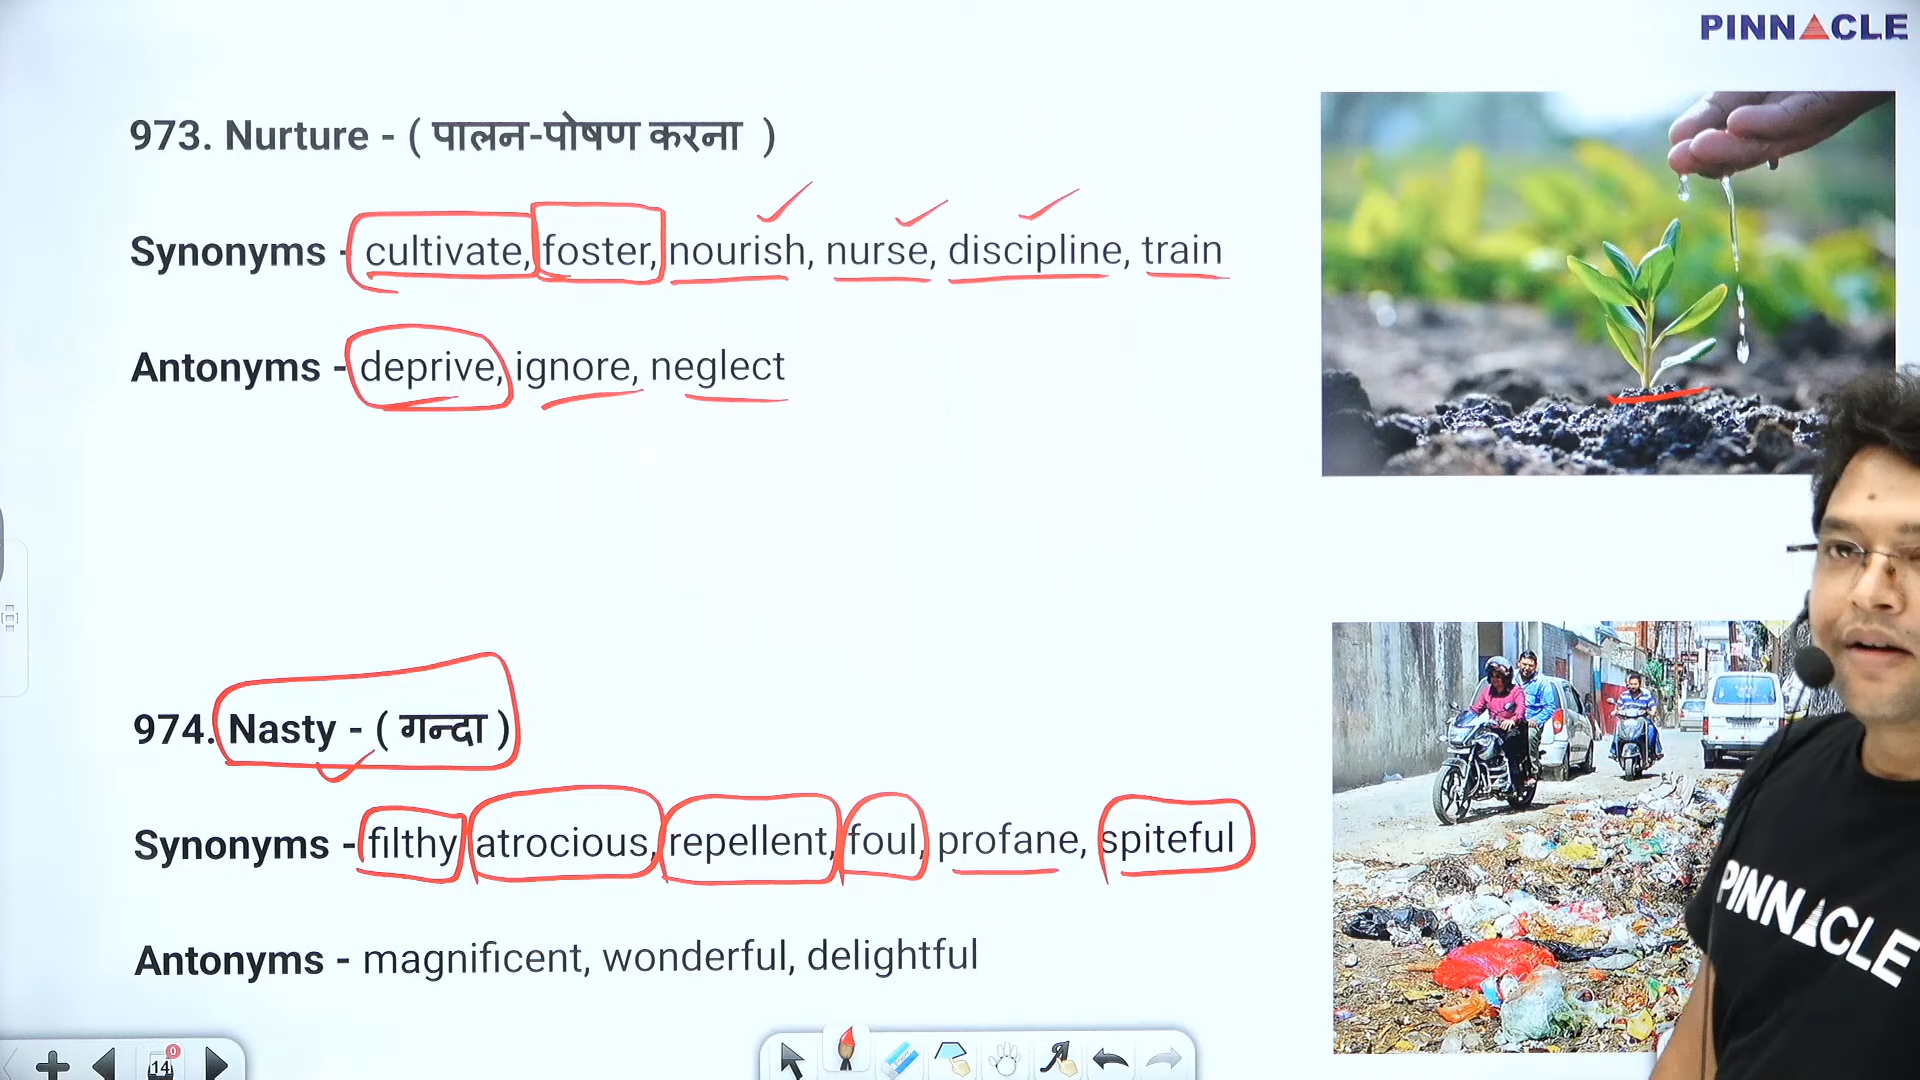 PINNACLE
973. Nurture - ( पालन-पोषण करना )
Synonyms - cultivate, foster, nourish, nurse, discipline, train
Antonyms - deprive, ignore, neglect
974. Nasty - ( गन्दा )
Synonyms - filthy atrocious, repellent, foul, profane, spiteful
Antonyms - magnificent, wonderful, delightful
PINNACLE
14
0